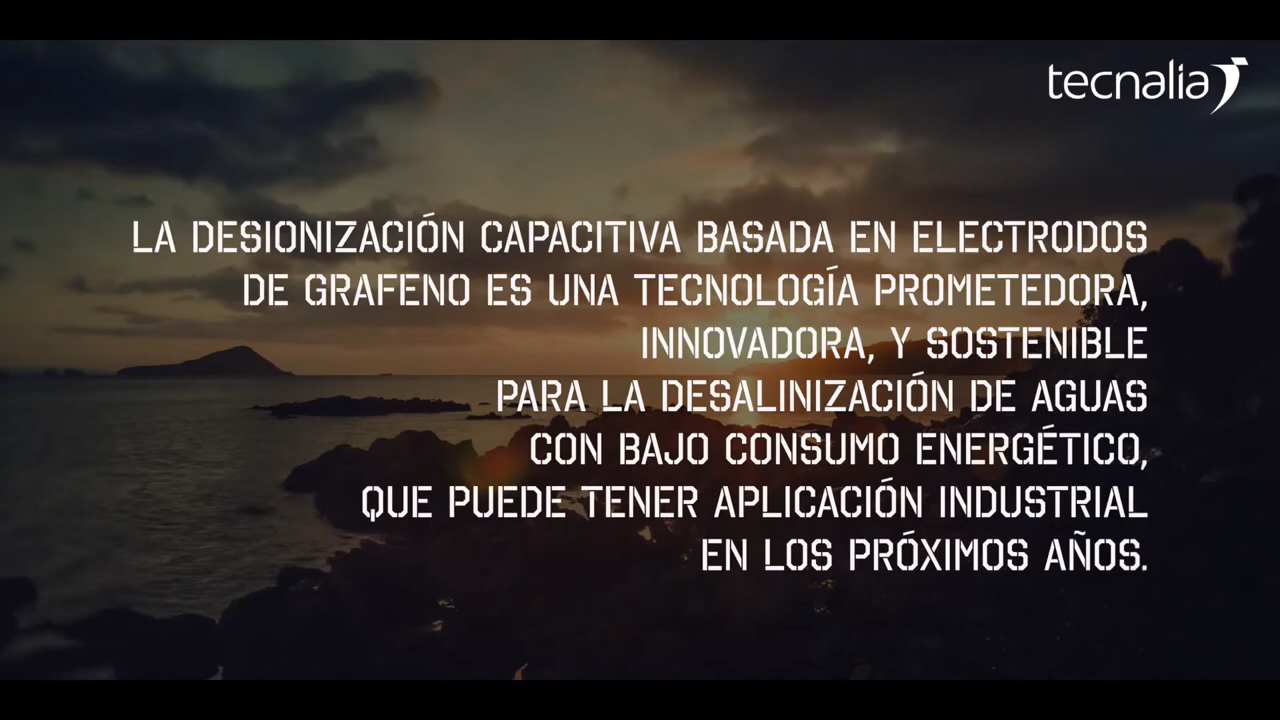 tecnalia
LA DESIONIZACIÓN CAPACITIVA BASADA EN ELECTRODOS
DE GRAFENO ES UNA TECNOLOGÍA PROMETEDORA,
INNOVADORA, Y SOSTENIBLE
PARA LA DESALINIZACIÓN DE AGUAS
CON BAJO CONSUMO ENERGÉTICO,
QUE PUEDE TENER APLICACIÓN INDUSTRIAL
EN LOS PRÓXIMOS AÑOS.